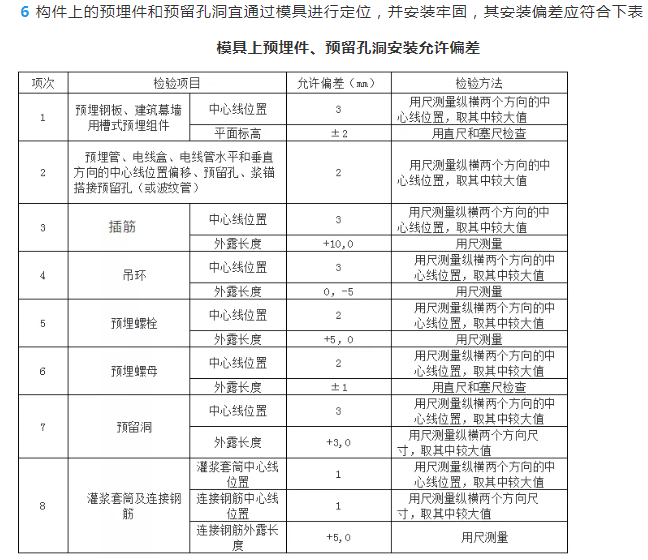 6 构件上的预埋件和预留孔洞宜通过模具进行定位，并安装牢固，其安装偏差应符合下表
模具上预埋件、预留孔洞安装允许偏差
项次 检验项目 允许偏差（mm） 检验方法
1
预埋钢板、建筑幕墙
用槽式预埋组件
中心线位置 3
用尺测量纵横两个方向的中
心线位置，取其中较大值
平面标高 ±2 用直尺和塞尺检查
2
预埋管、电线盒、电线管水平和垂直
方向的中心线位置偏移、预留孔、浆锚
搭接预留孔（或波纹管）
2
用尺测量纵横两个方向的中
心线位置，取其中较大值
3 插筋
中心线位置 3
用尺测量纵横两个方向的中
心线位置，取其中较大值
外露长度 +10,0 用尺测量
4 吊环
中心线位置 3
用尺测量纵横两个方向的中
心线位置，取其中较大值
外露长度 0，-5 用尺测量
5 预埋螺栓
中心线位置 2
用尺测量纵横两个方向的中
心线位置，取其中较大值
外露长度 +5，0 用尺测量
6 预埋螺母
中心线位置 2
用尺测量纵横两个方向的中
心线位置，取其中较大值
外露长度 ±1 用直尺和塞尺检查
7 预留洞
中心线位置 3
用尺测量纵横两个方向的中
心线位置，取其中较大值
外露长度 +3,0
用尺测量纵横两个方向尺
寸，取其中较大值
8
灌浆套筒及连接钢
筋
灌浆套筒中心线
位置
1
用尺测量纵横两个方向的中
心线位置，取其中较大值
连接钢筋中心线
位置
1
用尺测量纵横两个方向尺
寸，取其中较大值
连接钢筋外露长
度
+5,0 用尺测量